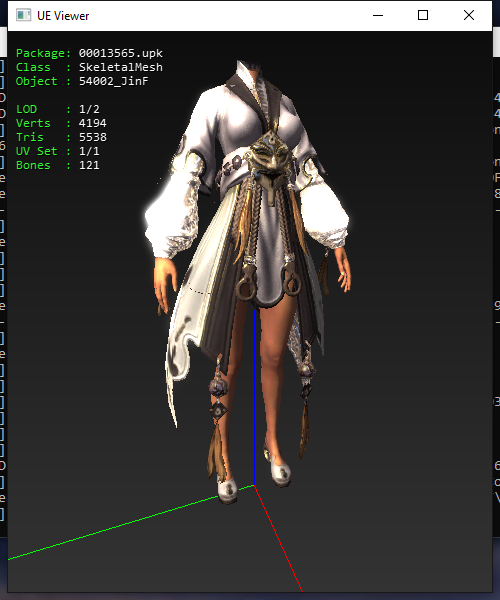 UE Viewer
Package: 00013565.upk
Class : SkeletalMesh
Object : 54002_JinF
LOD : 1/2
Verts : 4194
Tris : 5538
UV Set : 1/1
Bones : 121